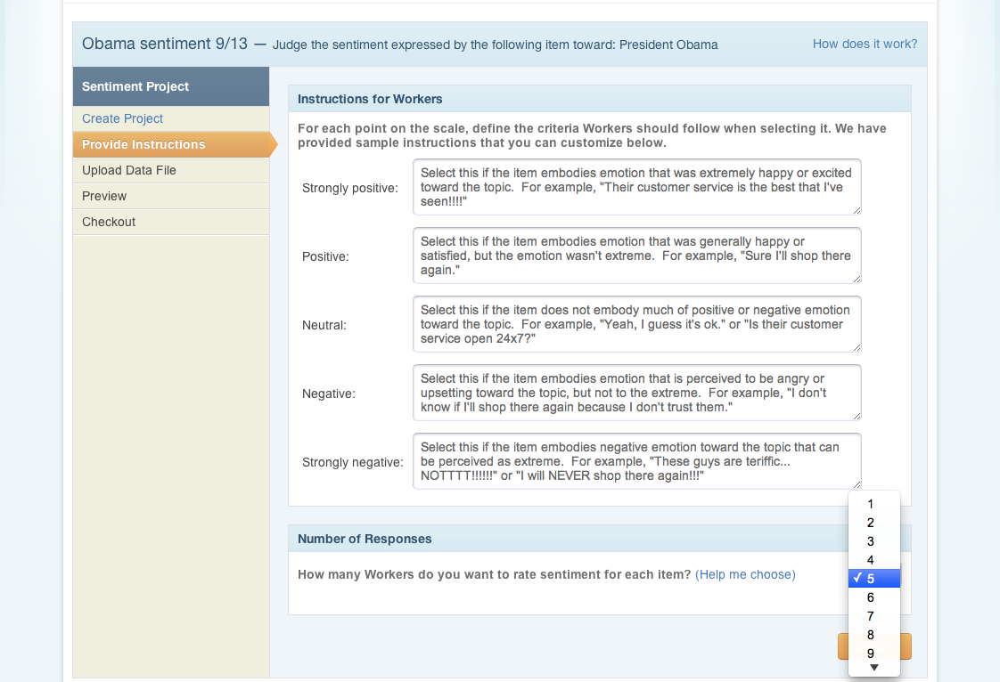 Obama sentiment 9/13 — Judge the sentiment expressed by the following item toward: President Obama
How does it work?
Sentiment Project
Create Project
Provide Instructions
Upload Data File
Preview
Checkout
Instructions for Workers
For each point on the scale, define the criteria Workers should follow when selecting it. We have
provided sample instructions that you can customize below.
Strongly positive:
Select this if the item embodies emotion that was extremely happy or excited
toward the topic.  For example, "Their customer service is the best that I've
seen!!!!"
Positive:
Select this if the item embodies emotion that was generally happy or
satisfied, but the emotion wasn't extreme.  For example, "Sure I'll shop there
again."
Neutral:
Select this if the item does not embody much of positive or negative emotion
toward the topic.  For example, "Yeah, I guess it's ok." or "Is their customer
service open 24x7?"
Negative:
Select this if the item embodies emotion that is perceived to be angry or
upsetting toward the topic, but not to the extreme.  For example, "I don't
know if I'll shop there again because I don't trust them."
Strongly negative:
Select this if the item embodies negative emotion toward the topic that can
be perceived as extreme.  For example, "These guys are teriffic...
NOTTTT!!!!!!" or "I will NEVER shop there again!!!"
Number of Responses
How many Workers do you want to rate sentiment for each item? (Help me choose)
1
2
3
4
✓ 5
6
7
8
9
▼